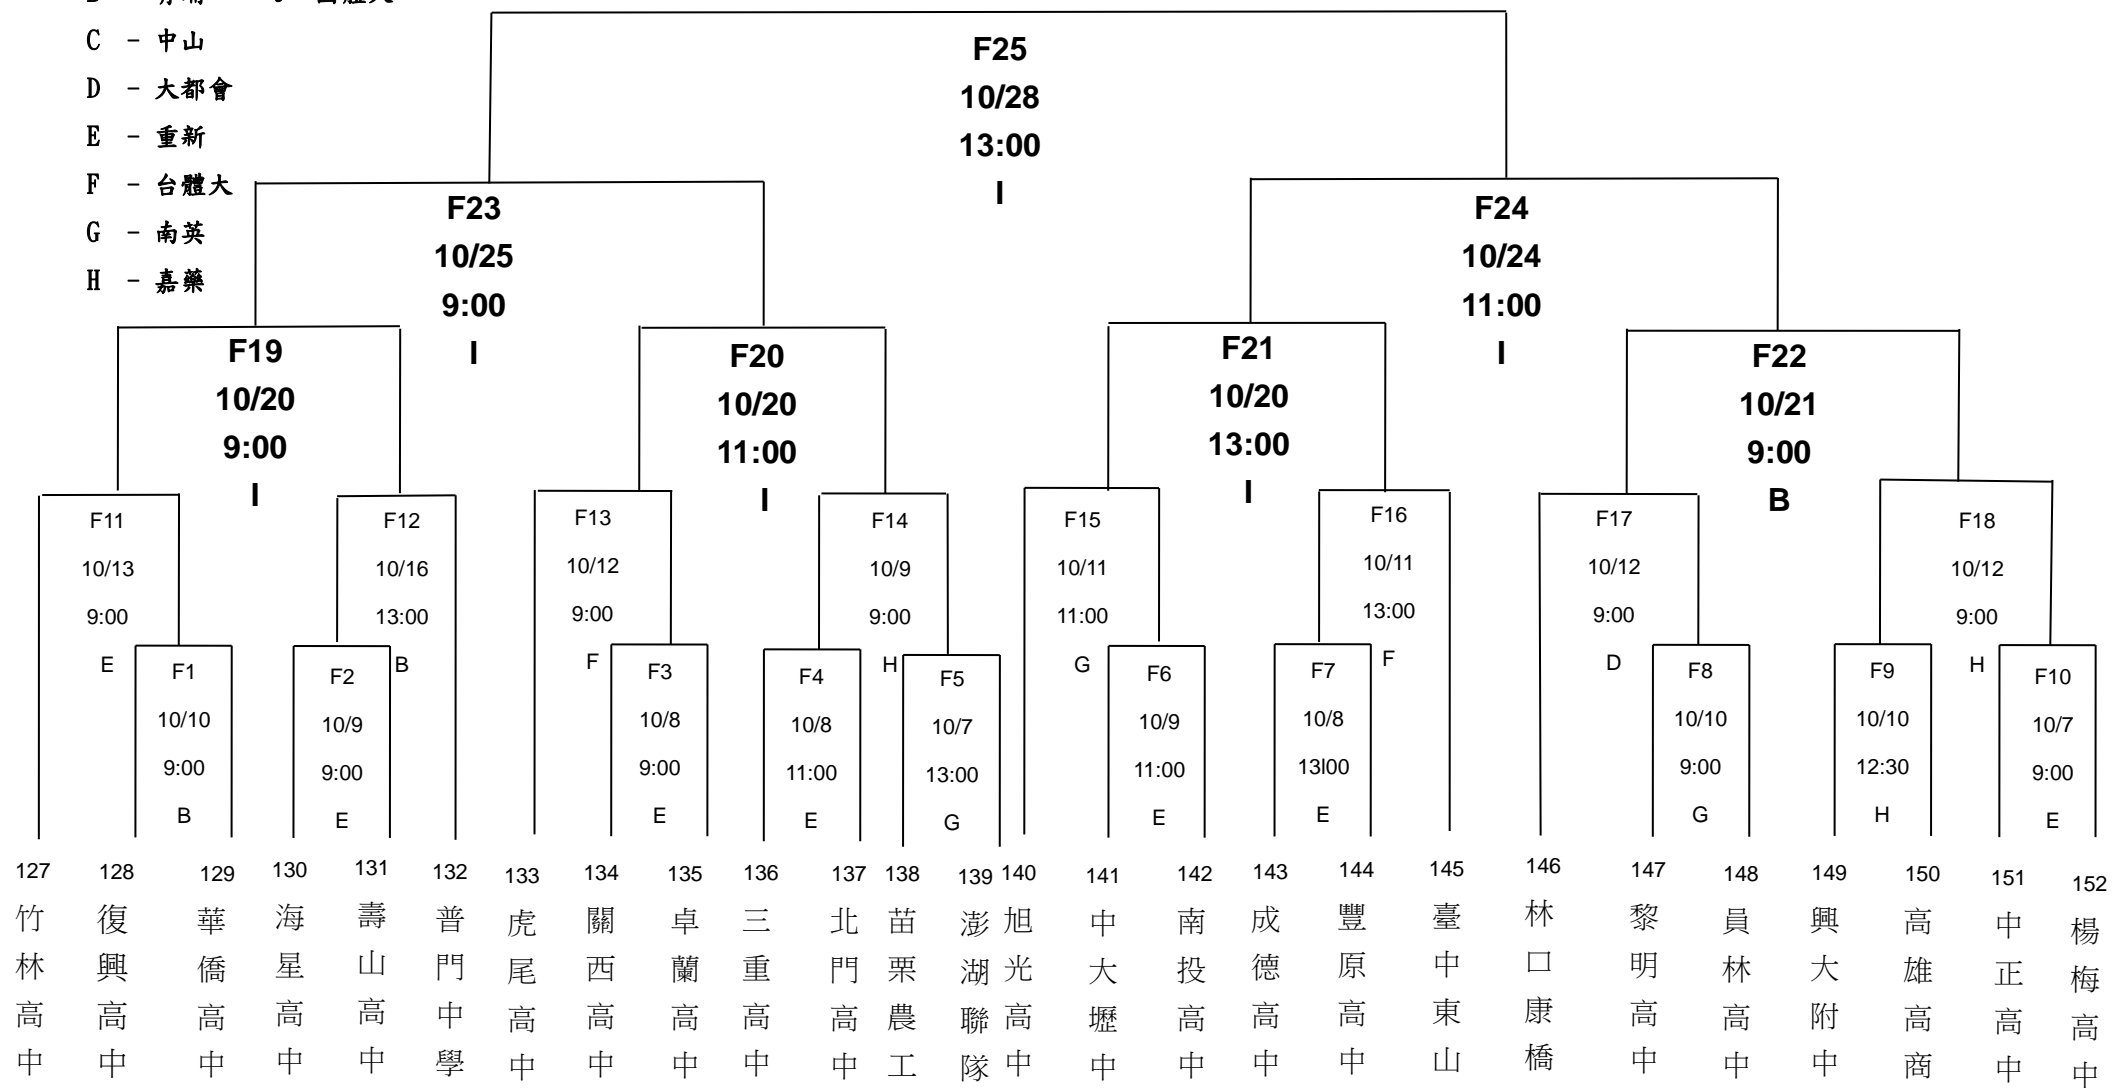 C - 中山
D - 大都會
E - 重新
F - 台體大
G - 南英
H - 嘉藥
F25
10/28
13:00
I
F23
10/25
9:00
I
F24
10/24
11:00
I
F19
10/20
9:00
I
F20
10/20
11:00
I
F21
10/20
13:00
I
F22
10/21
9:00
B
F11
10/13
9:00
E
F12
10/16
13:00
B
F13
10/12
9:00
F
F14
10/9
9:00
H
F15
10/11
11:00
G
F16
10/11
13:00
F
F17
10/12
9:00
D
F18
10/12
9:00
H
F1
10/10
9:00
B
F2
10/9
9:00
E
F3
10/8
9:00
E
F4
10/8
11:00
E
F5
10/7
13:00
G
F6
10/9
11:00
E
F7
10/8
13l00
E
F8
10/10
9:00
G
F9
10/10
12:30
H
F10
10/7
9:00
E
127
竹林高中
128
復興高中
129
華僑高中
130
海星高中
131
壽山高中
132
普門中學
133
虎尾高中
134
關西高中
135
卓蘭高中
136
三重高中
137
北門高中
138
苗栗農工
139
澎湖聯隊
140
旭光高中
141
中大壢中
142
南投高中
143
成德高中
144
豐原高中
145
臺中東山
146
林口康橋
147
黎明高中
148
員林高中
149
興大附中
150
高雄高商
151
中正高中
152
楊梅高中